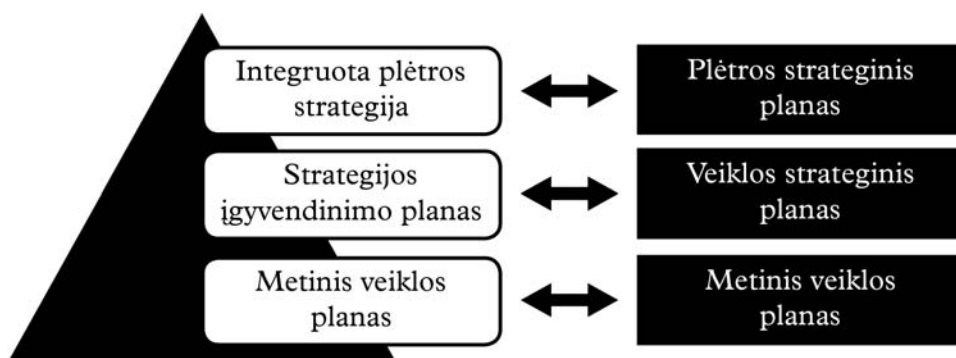 Integruota plėtros
strategija
Plėtros strateginis
planas
Strategijos
įgyvendinimo planas
Veiklos strateginis
planas
Metinis veiklos
planas
Metinis veiklos
planas